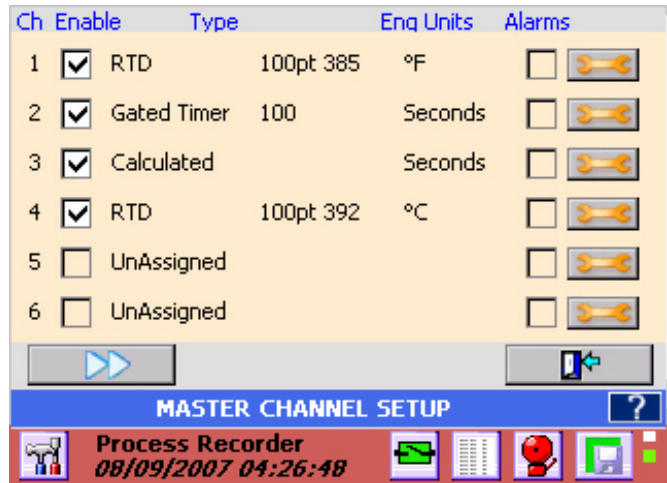 Ch Enable Type Eng Units Alarms
1 RTD 100pt 385 °F
2 Gated Timer 100 Seconds
3 Calculated Seconds
4 RTD 100pt 392 °C
5 UnAssigned
6 UnAssigned
MASTER CHANNEL SETUP ?
Process Recorder
08/09/2007 04:26:48